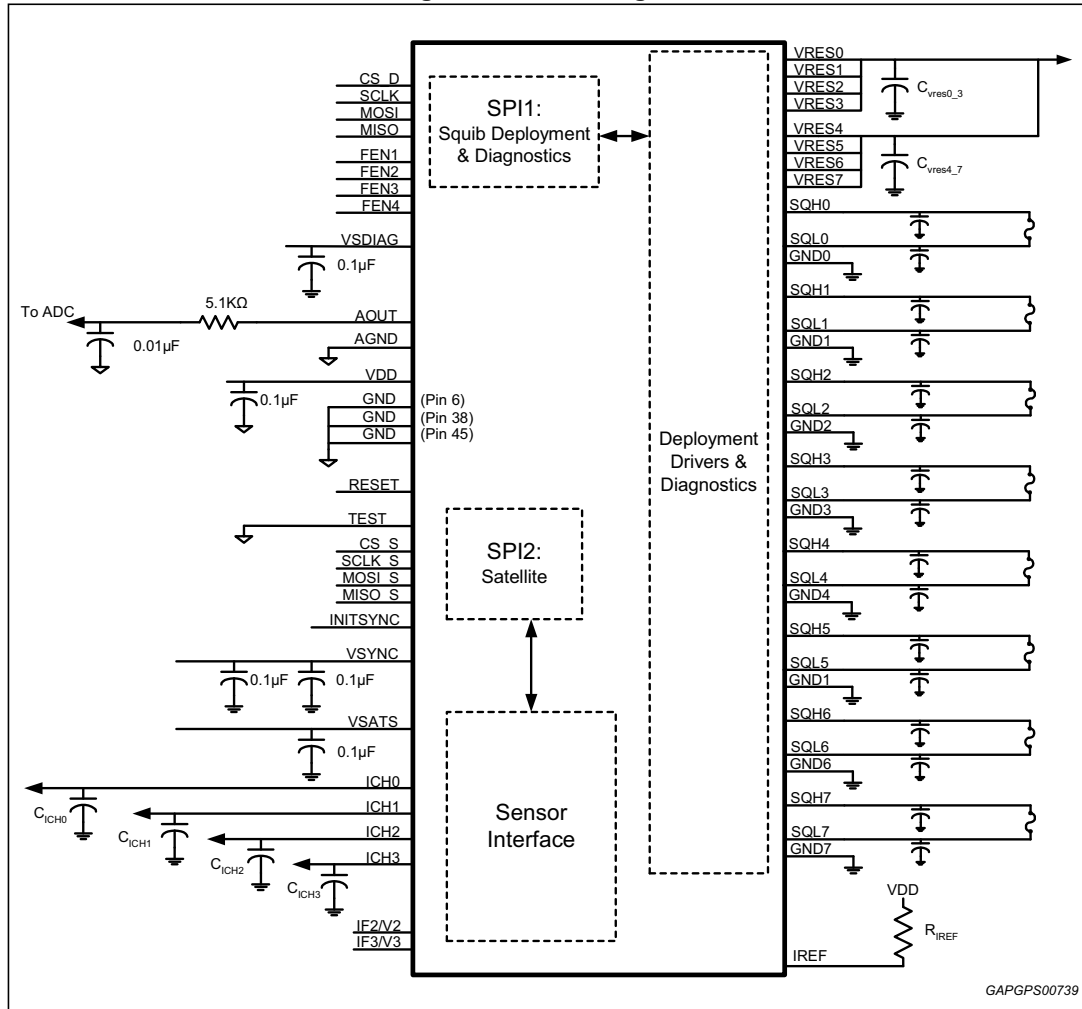 CS_D
SCLK
MOSI
MISO
FEN1
FEN2
FEN3
FEN4
VSDIAG
0.1µF
To ADC
5.1KΩ
AOUT
0.01µF
AGND
VDD
0.1µF
GND (Pin 6)
GND (Pin 38)
GND (Pin 45)
RESET
TEST
CS_S
SCLK_S
MOSI_S
MISO_S
INITSYNC
VSYNC
0.1µF
0.1µF
VSATS
0.1µF
ICH0
CICH0
ICH1
CICH1
ICH2
CICH2
ICH3
CICH3
IF2/V2
IF3/V3
SPI1:
Squib Deployment
& Diagnostics
SPI2:
Satellite
Sensor
Interface
Deployment
Drivers &
Diagnostics
VRES0
VRES1
VRES2
VRES3
Cvres0_3
VRES4
VRES5
VRES6
VRES7
Cvres4_7
SQH0
SQL0
GND0
SQH1
SQL1
GND1
SQH2
SQL2
GND2
SQH3
SQL3
GND3
SQH4
SQL4
GND4
SQH5
SQL5
GND1
SQH6
SQL6
GND6
SQH7
SQL7
GND7
VDD
RIREF
IREF
GAPGPS00739